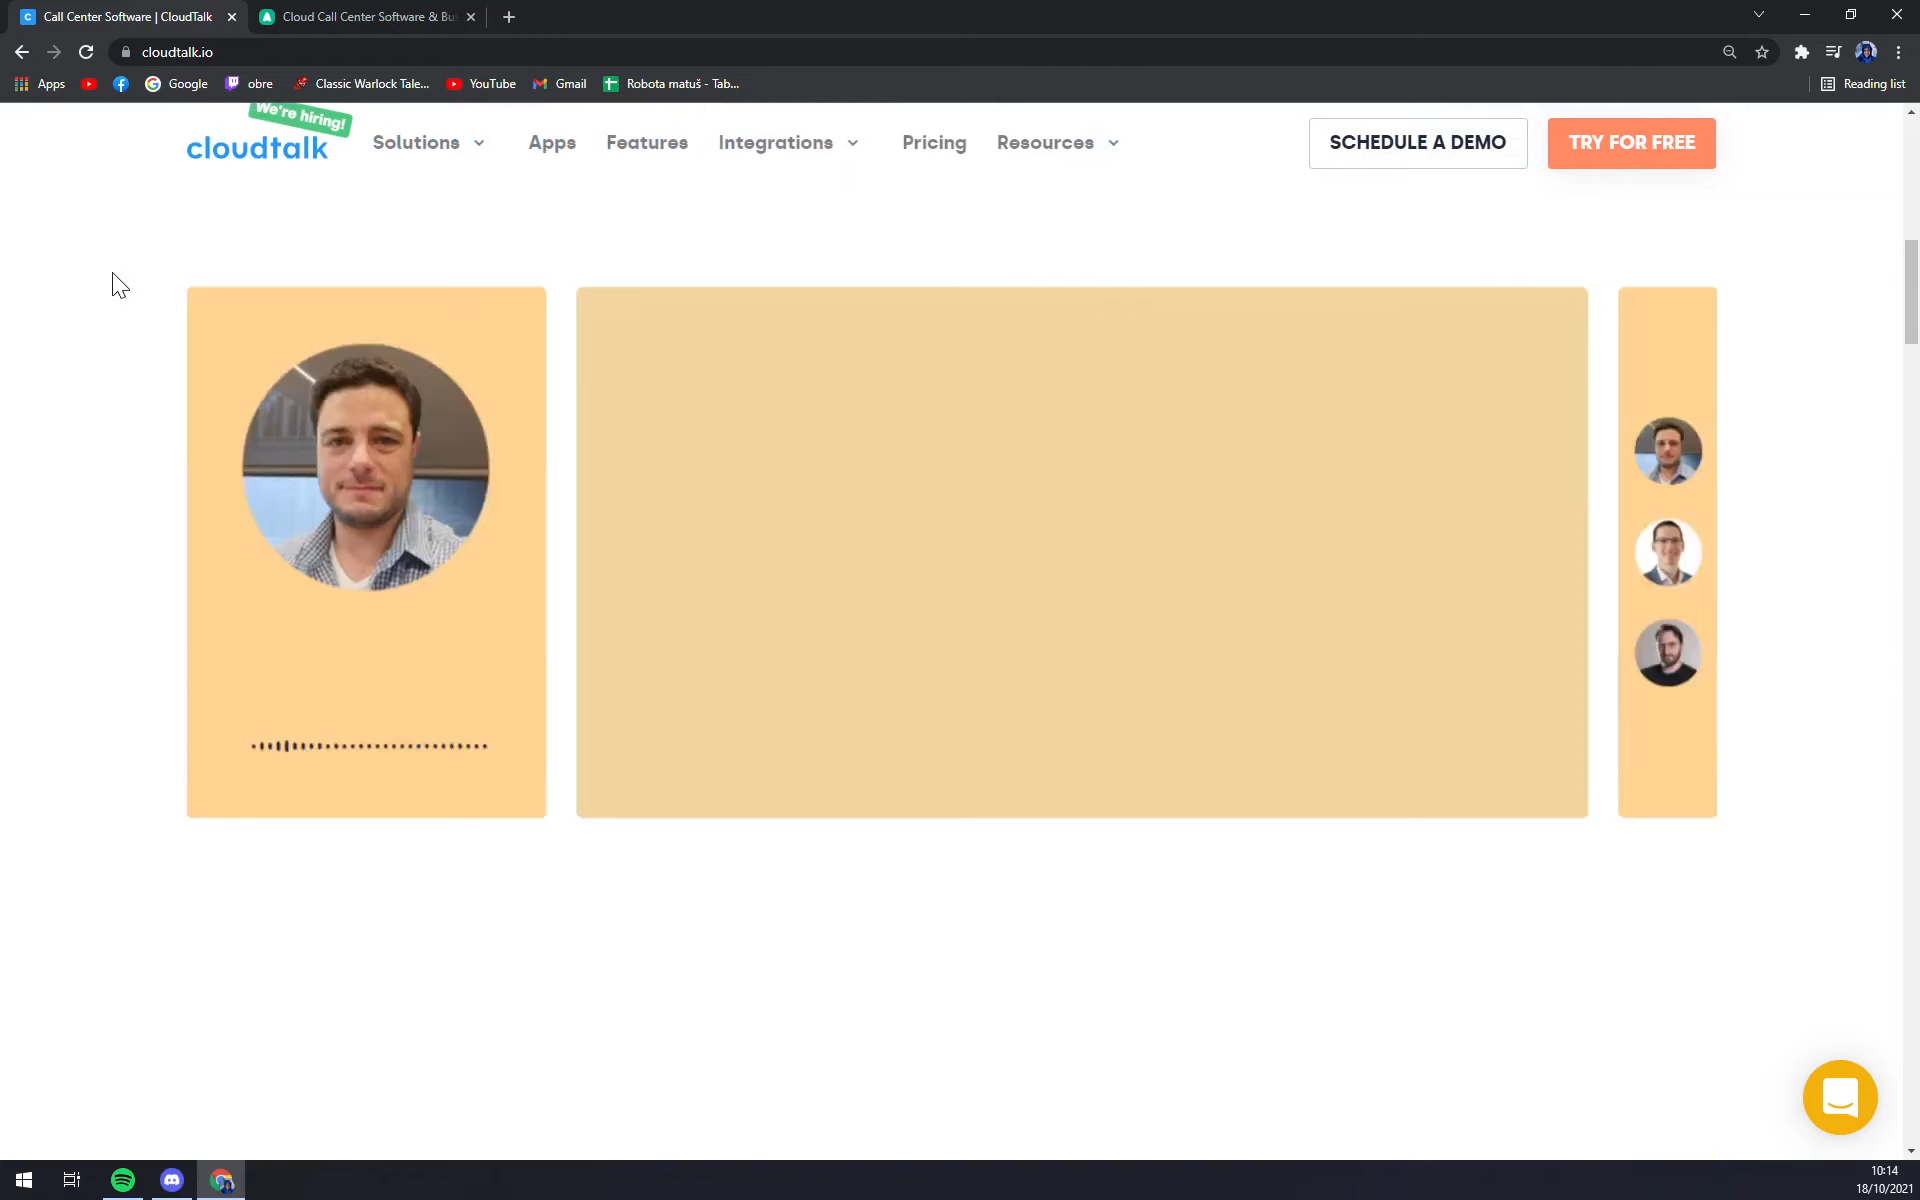 Call Center Software | CloudTalk
Cloud Call Center Software & Bu
cloudtalk.io
Apps
Google
obre
Classic Warlock Tale...
YouTube
Gmail
Robota matuš - Tab...
Reading list
We're hiring!
cloudtalk
Solutions
Apps
Features
Integrations
Pricing
Resources
SCHEDULE A DEMO
TRY FOR FREE
10:14
18/10/2021